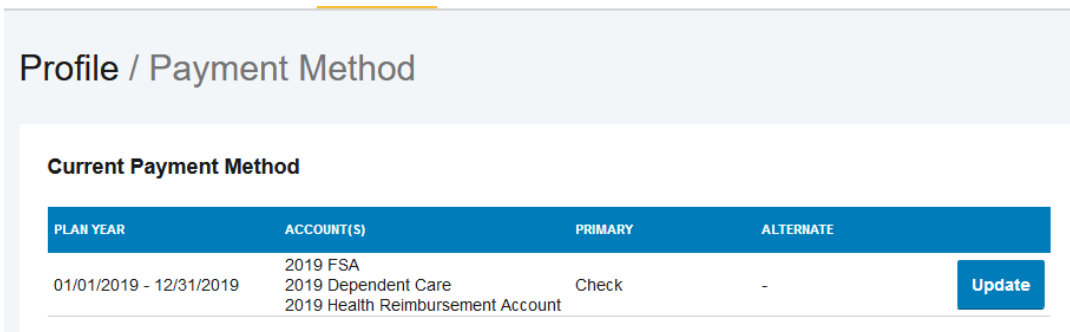 Profile / Payment Method
Current Payment Method
PLAN YEAR ACCOUNT(S) PRIMARY ALTERNATE
2019 FSA
01/01/2019 - 12/31/2019 2019 Dependent Care Check - Update
2019 Health Reimbursement Account